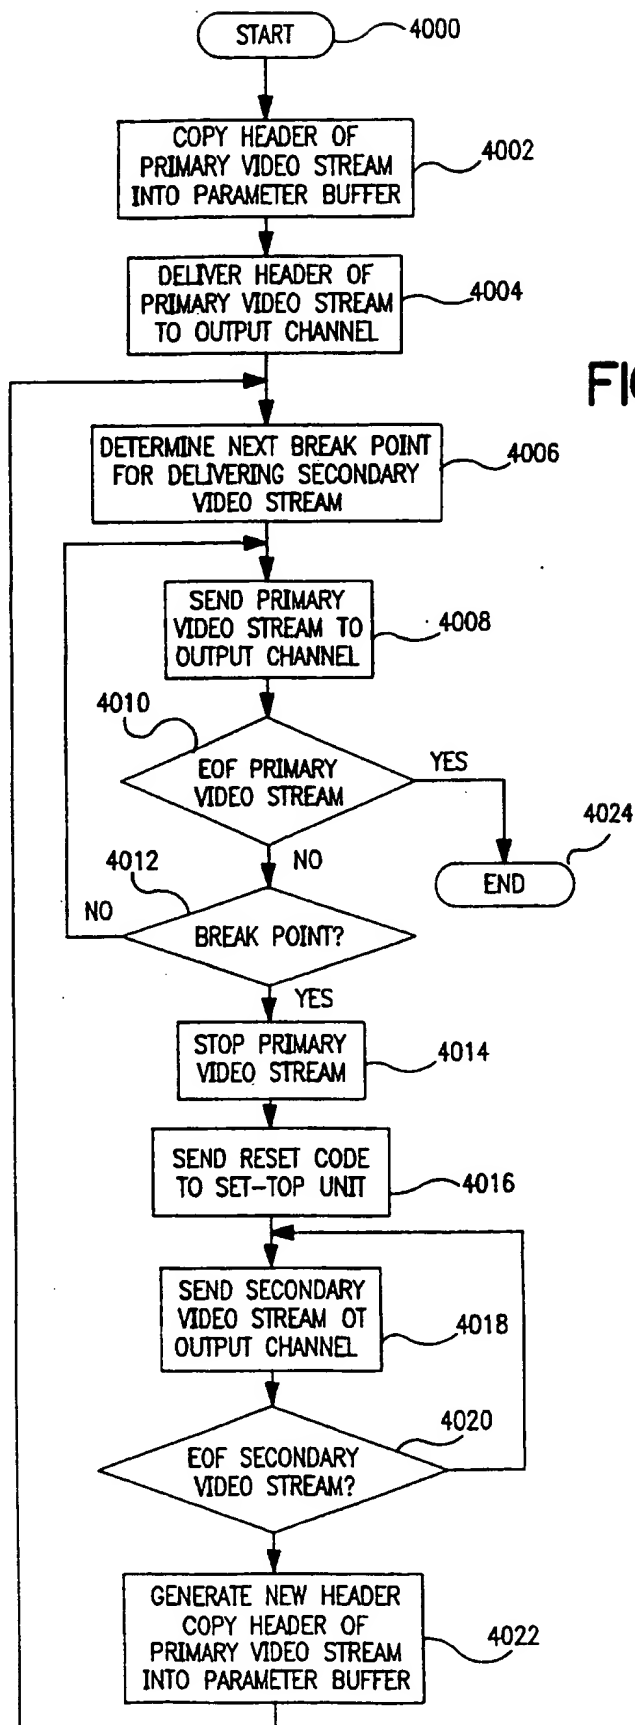 START
4000
COPY HEADER OF
PRIMARY VIDEO STREAM
INTO PARAMETER BUFFER
4002
DELIVER HEADER OF
PRIMARY VIDEO STREAM
TO OUTPUT CHANNEL
4004
FIG
DETERMINE NEXT BREAK POINT
FOR DELIVERING SECONDARY
VIDEO STREAM
4006
SEND PRIMARY
VIDEO STREAM TO
OUTPUT CHANNEL
4008
4010
EOF PRIMARY
VIDEO STREAM
YES
4024
END
NO
4012
NO
BREAK POINT?
YES
STOP PRIMARY
VIDEO STREAM
4014
SEND RESET CODE
TO SET-TOP UNIT
4016
SEND SECONDARY
VIDEO STREAM OT
OUTPUT CHANNEL
4018
4020
EOF SECONDARY
VIDEO STREAM?
GENERATE NEW HEADER
COPY HEADER OF
PRIMARY VIDEO STREAM
INTO PARAMETER BUFFER
4022